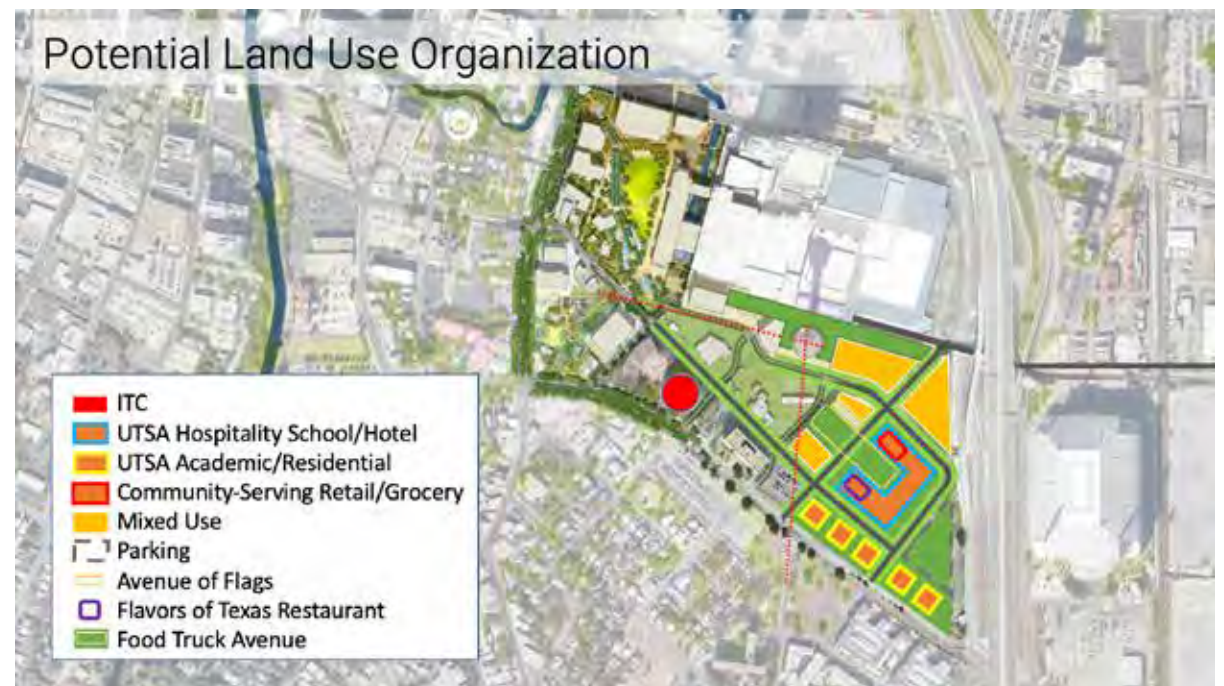 Potential Land Use Organization
ITC
UTSA Hospitality School/Hotel
UTSA Academic/Residential
Community-Serving Retail/Grocery
Mixed Use
Parking
Avenue of Flags
Flavors of Texas Restaurant
Food Truck Avenue